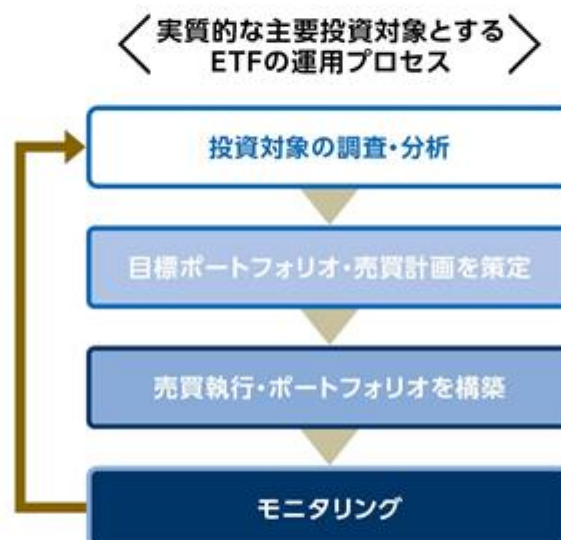 実質的な主要投資対象とする
ETFの運用プロセス
投資対象の調査・分析
目標ポートフォリオ・売買計画を策定
売買執行・ポートフォリオを構築
モニタリング